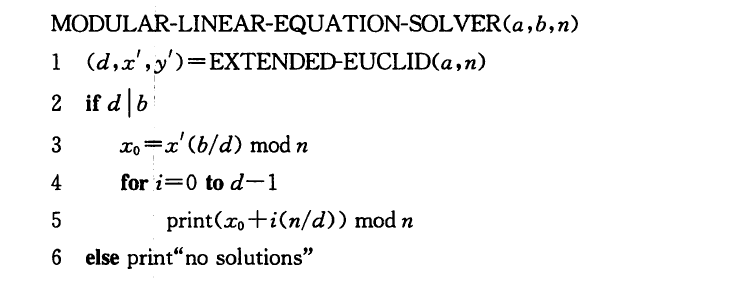 MODULAR-LINEAR-EQUATION-SOLVER(a,b,n)
1 (d,x′,y′)=EXTENDED-EUCLID(a,n)
2 if d|b
3 x₀=x′(b/d) mod n
4 for i=0 to d−1
5 print(x₀+i(n/d)) mod n
6 else print“no solutions”